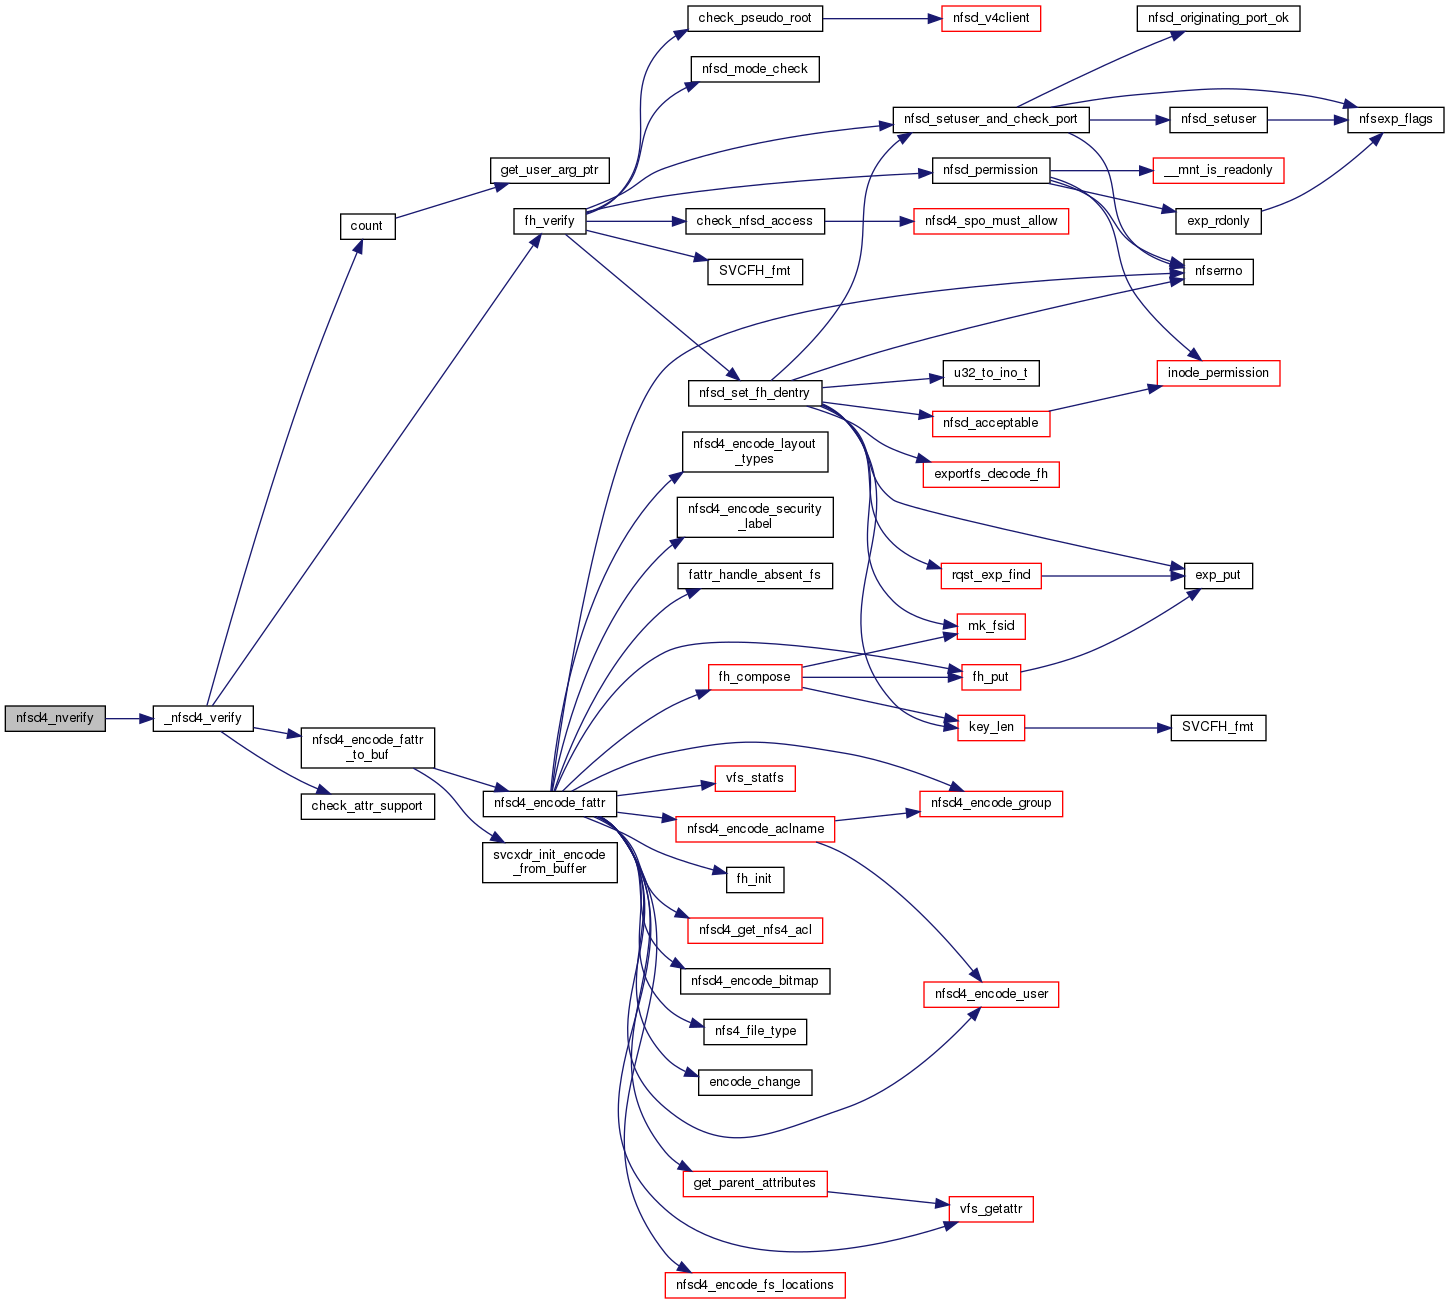 check_pseudo_root
nfsd_v4client
nfsd_originating_port_ok
nfsd_mode_check
nfsd_setuser_and_check_port
nfsd_setuser
nfsexp_flags
get_user_arg_ptr
nfsd_permission
__mnt_is_readonly
count
fh_verify
check_nfsd_access
nfsd4_spo_must_allow
exp_rdonly
SVCFH_fmt
nfserrno
nfsd_set_fh_dentry
u32_to_ino_t
inode_permission
nfsd_acceptable
nfsd4_encode_layout
_types
exportfs_decode_fh
nfsd4_encode_security
_label
fattr_handle_absent_fs
rqst_exp_find
exp_put
mk_fsid
fh_compose
fh_put
nfsd4_nverify
_nfsd4_verify
key_len
SVCFH_fmt
nfsd4_encode_fattr
_to_buf
check_attr_support
nfsd4_encode_fattr
vfs_statfs
nfsd4_encode_group
nfsd4_encode_aclname
svcxdr_init_encode
_from_buffer
fh_init
nfsd4_get_nfs4_acl
nfsd4_encode_bitmap
nfsd4_encode_user
nfs4_file_type
encode_change
get_parent_attributes
vfs_getattr
nfsd4_encode_fs_locations